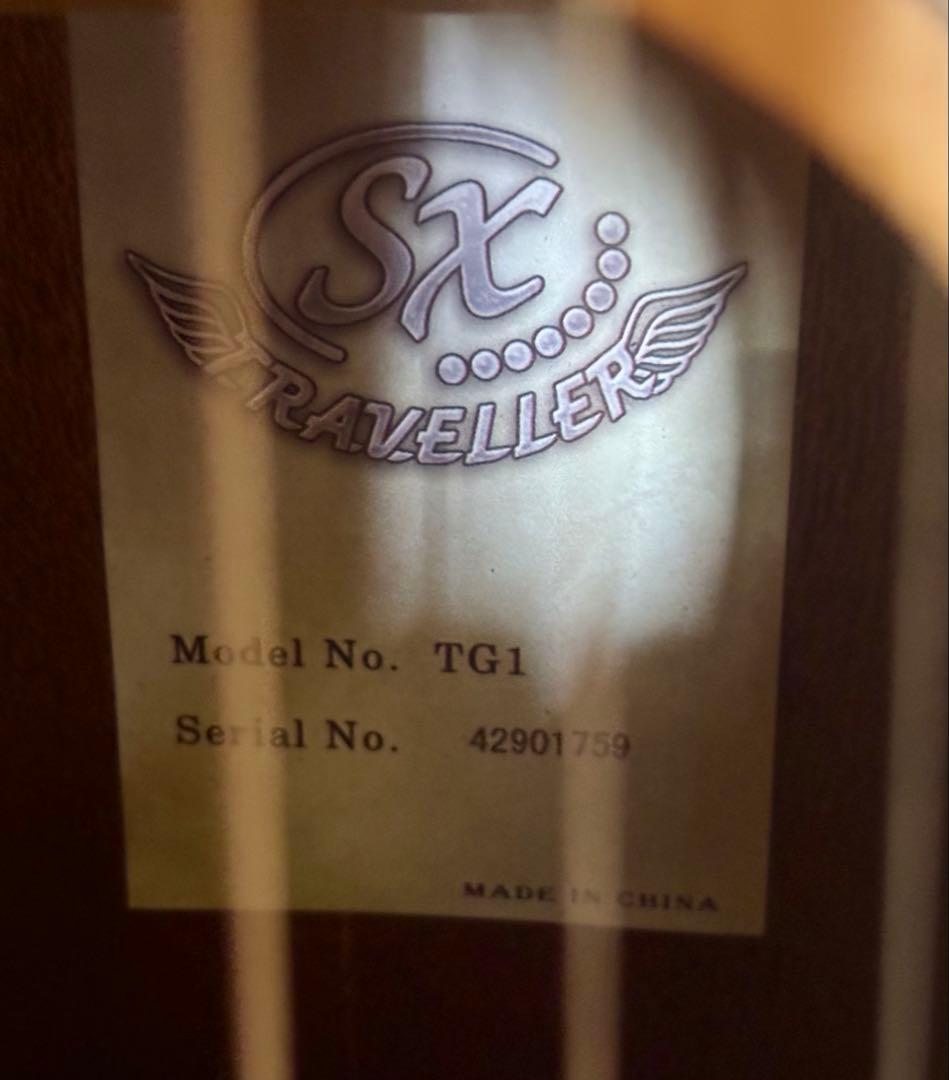 SX
TRAVELLER
Model No. TG1
Serial No. 42901759
MADE IN CHINA